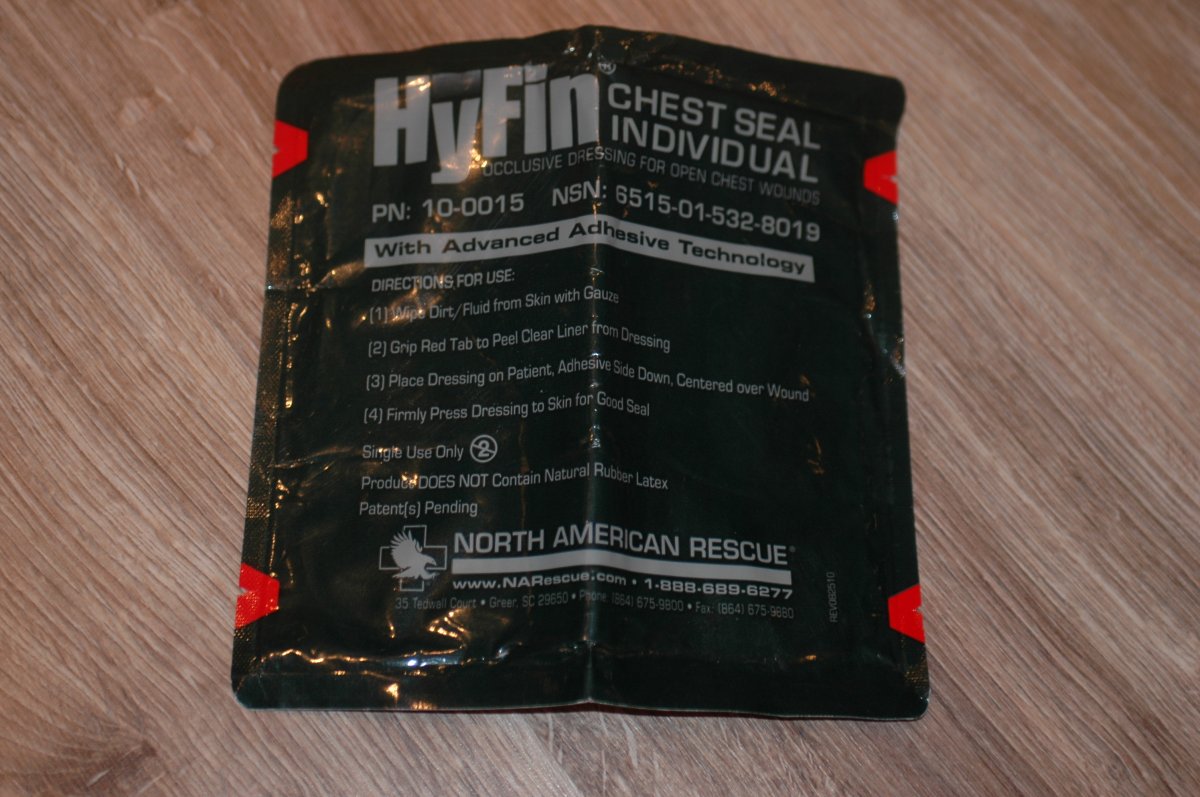 HyFin®
CHEST SEAL
INDIVIDUAL
OCCLUSIVE DRESSING FOR OPEN CHEST WOUNDS
PN: 10-0015 NSN: 6515-01-532-8019
With Advanced Adhesive Technology
DIRECTIONS FOR USE:
(1) Wipe Dirt/Fluid from Skin with Gauze
(2) Grip Red Tab to Peel Clear Liner from Dressing
(3) Place Dressing on Patient, Adhesive Side Down, Centered over Wound
(4) Firmly Press Dressing to Skin for Good Seal
Single Use Only 2
Product DOES NOT Contain Natural Rubber Latex
Patent(s) Pending
NORTH AMERICAN RESCUE®
www.NARescue.com • 1-888-689-6277
35 Tedwall Court • Greer, SC 29650 • Phone: (864) 675-9800 • Fax: (864) 675-9880
REV082510